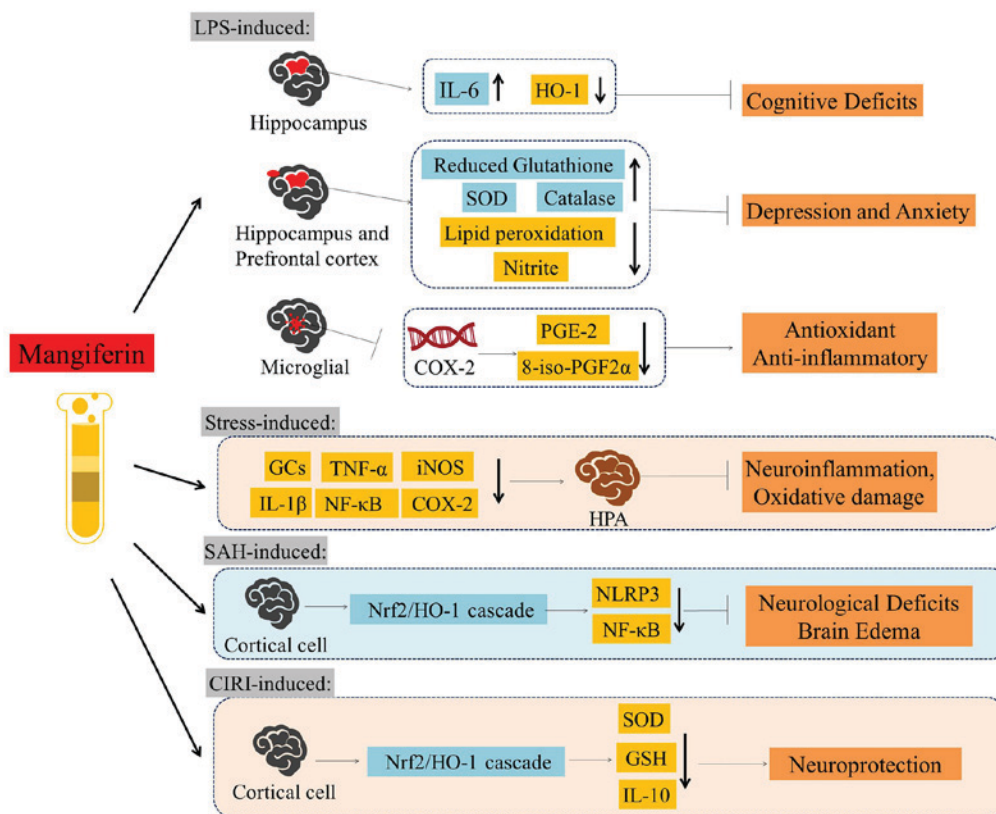 LPS-induced:
Hippocampus
IL-6
HO-1
Cognitive Deficits
Hippocampus and
Prefrontal cortex
Reduced Glutathione
SOD
Catalase
Lipid peroxidation
Nitrite
Depression and Anxiety
Mangiferin
Microglial
COX-2
PGE-2
8-iso-PGF2α
Antioxidant
Anti-inflammatory
Stress-induced:
GCs
TNF-α
iNOS
IL-1β
NF-κB
COX-2
HPA
Neuroinflammation,
Oxidative damage
SAH-induced:
Cortical cell
Nrf2/HO-1 cascade
NLRP3
NF-κB
Neurological Deficits
Brain Edema
CIRI-induced:
Cortical cell
Nrf2/HO-1 cascade
SOD
GSH
IL-10
Neuroprotection